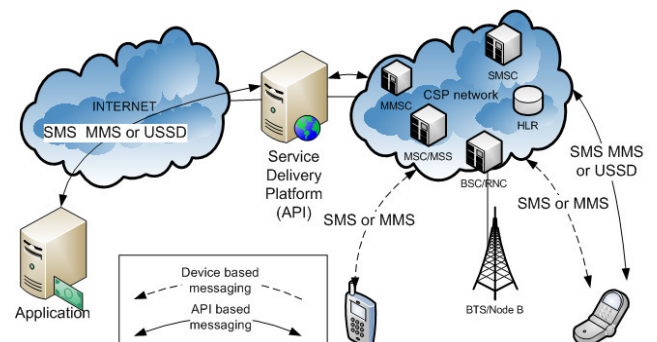 INTERNET
SMS MMS or USSD
Service
Delivery
Platform
(API)
Application
CSP network
SMSC
MMSC
HLR
MSC/MSS
BSC/RNC
SMS MMS
or USSD
SMS or MMS
SMS or MMS
BTS/Node B
Device based
messaging
API based
messaging